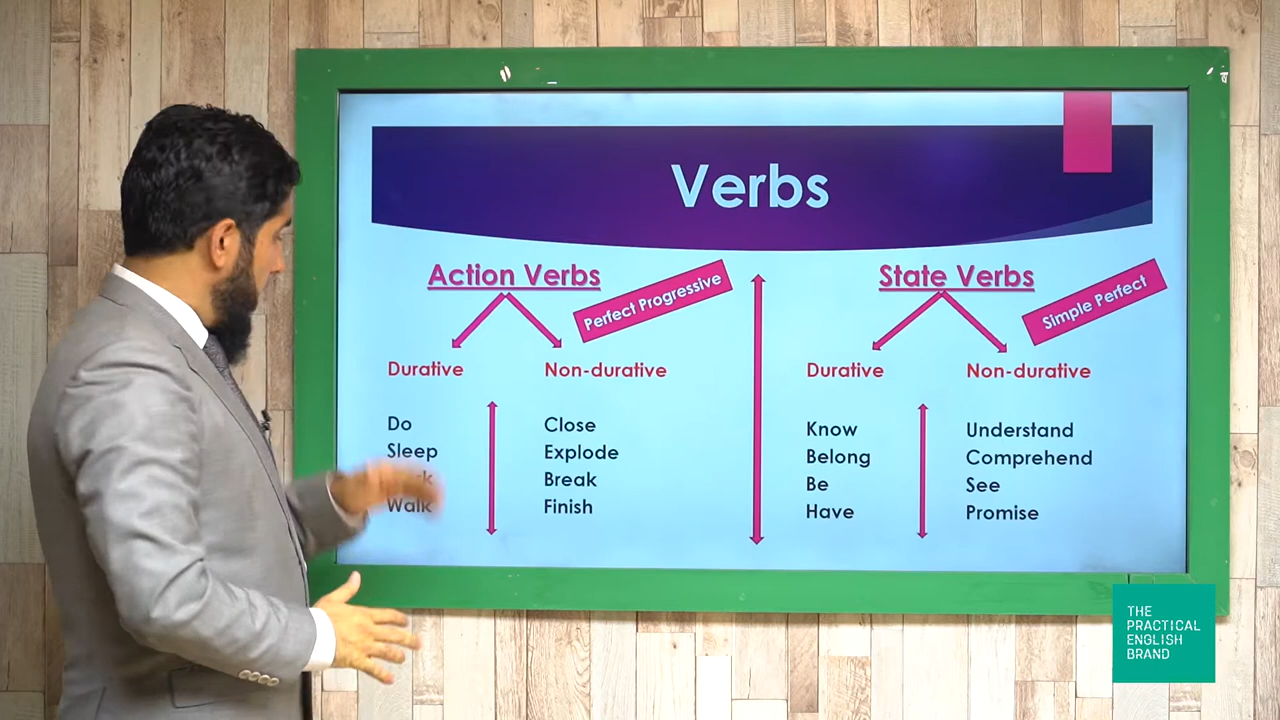 Verbs
Action Verbs
Perfect Progressive
Durative
Non-durative
Do
Sleep
Walk
Close
Explode
Break
Finish
State Verbs
Simple Perfect
Durative
Non-durative
Know
Belong
Be
Have
Understand
Comprehend
See
Promise
THE
PRACTICAL
ENGLISH
BRAND